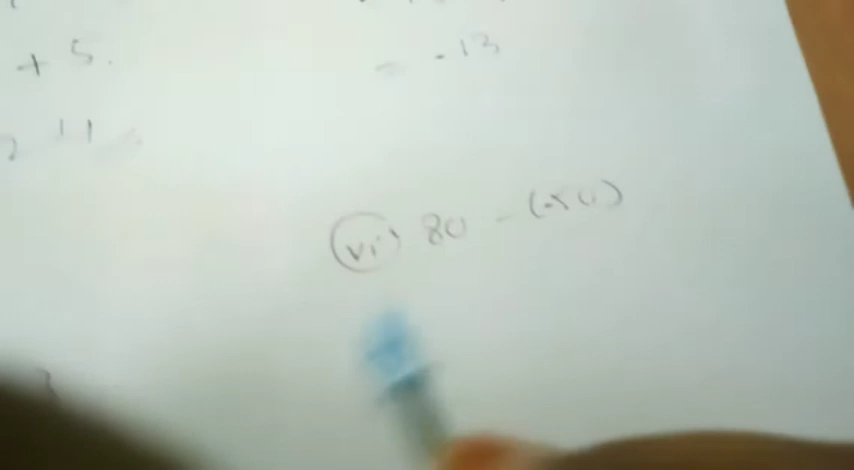 + 5.
= -13
11
(vi) 80 - (-50)